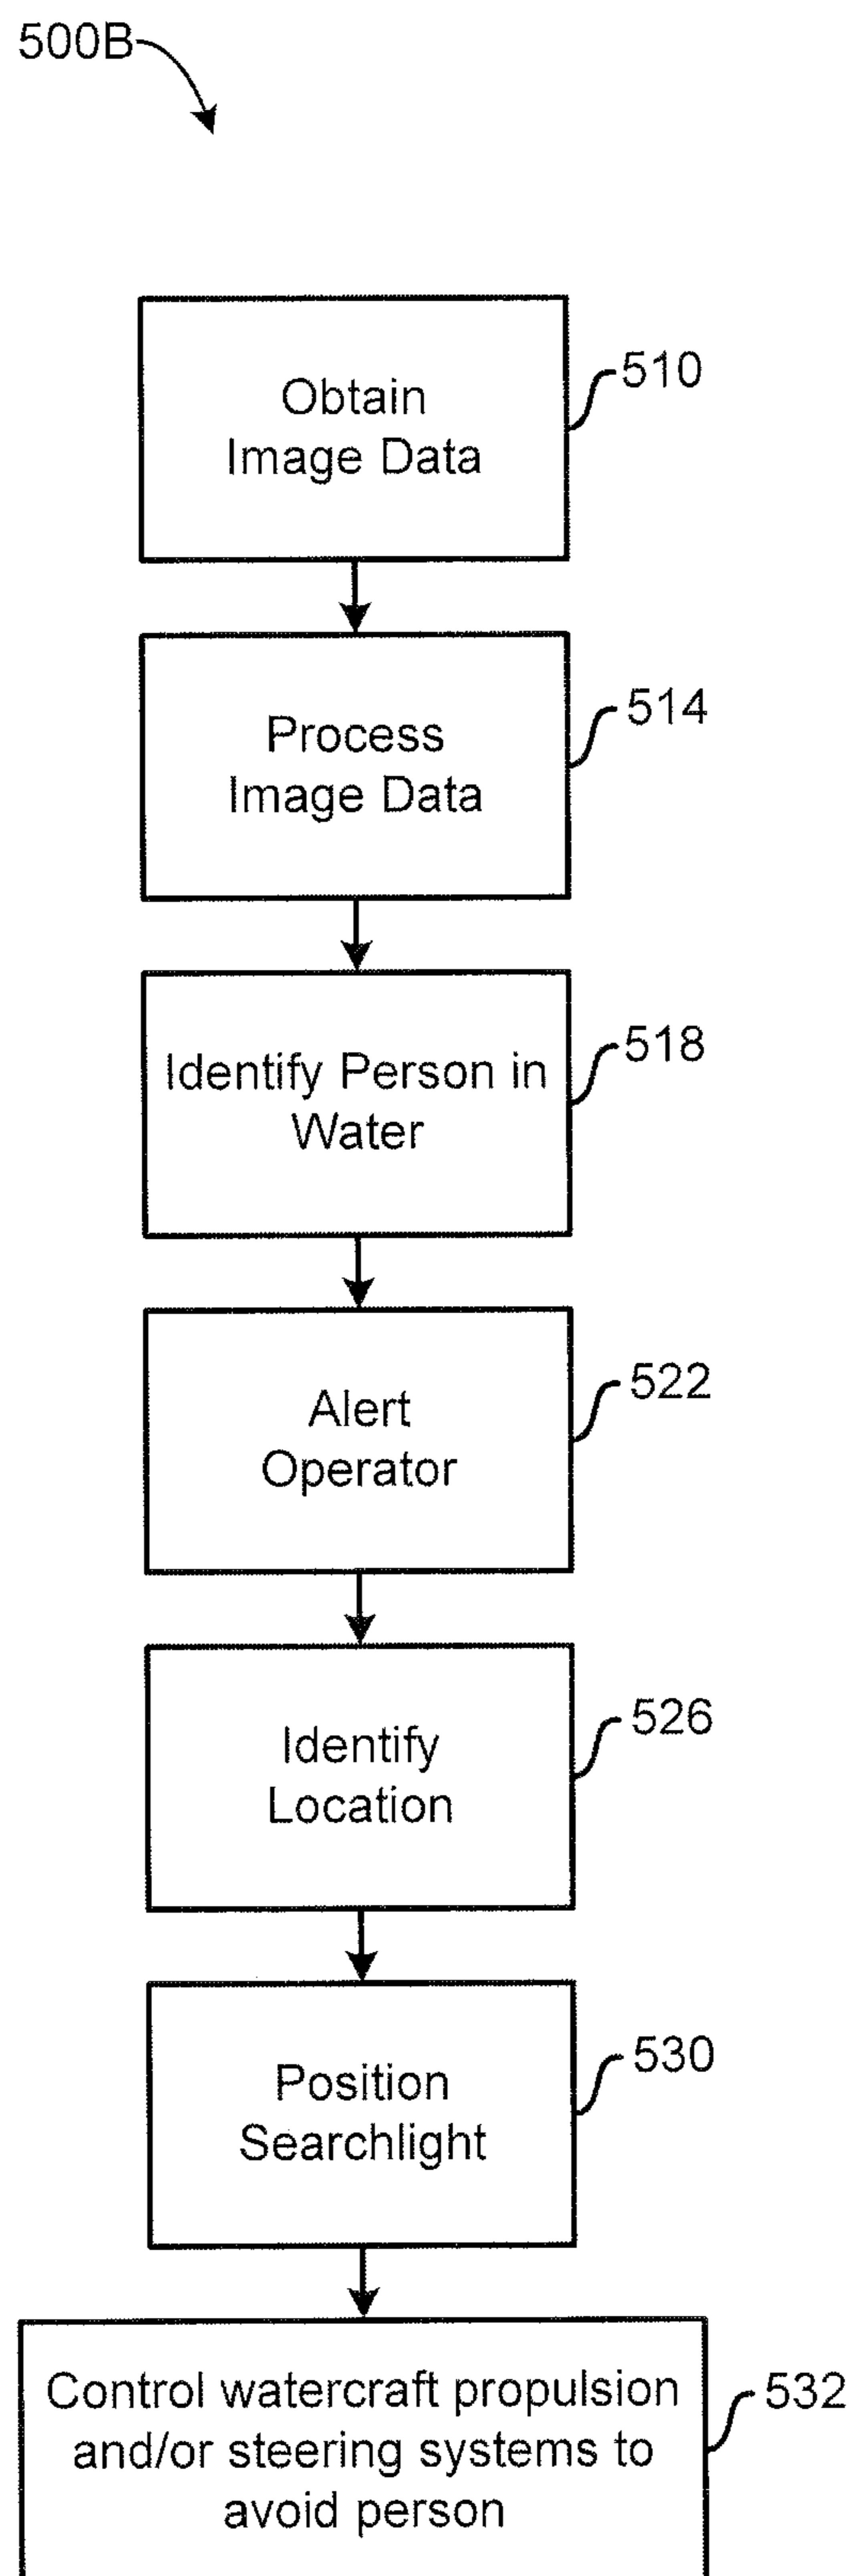 500B
Obtain
Image Data
510
Process
Image Data
514
Identify Person in
Water
518
Alert
Operator
522
Identify
Location
526
Position
Searchlight
530
Control watercraft propulsion
and/or steering systems to
avoid person
532